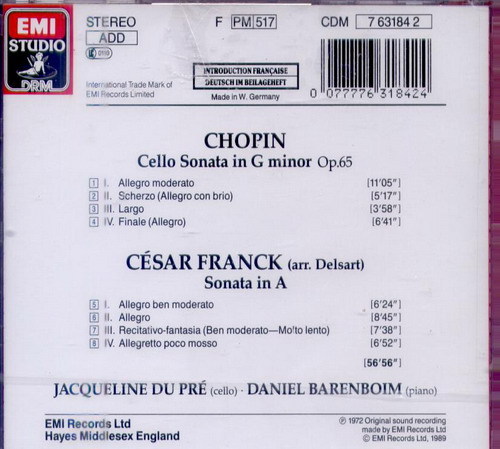 EMI
STUDIO
DRM
STEREO
ADD
F PM 517
CDM 7 63184 2
International Trade Mark of
EMI Records Limited
INTRODUCTION FRANÇAISE
DEUTSCH IM BEILAGEHEFT
Made in W. Germany
0 077776 318424
CHOPIN
Cello Sonata in G minor Op.65
1 I. Allegro moderato [11'05"]
2 II. Scherzo (Allegro con brio) [5'17"]
3 III. Largo [3'58"]
4 IV. Finale (Allegro) [6'41"]
CÉSAR FRANCK (arr. Delsart)
Sonata in A
5 I. Allegro ben moderato [6'24"]
6 II. Allegro [8'45"]
7 III. Recitativo-fantasia (Ben moderato—Molto lento) [7'38"]
8 IV. Allegretto poco mosso [6'52"]
[56'56"]
JACQUELINE DU PRÉ (cello) · DANIEL BARENBOIM (piano)
EMI Records Ltd
Hayes Middlesex England
℗ 1972 Original sound recording
made by EMI Records Ltd.
© EMI Records Ltd, 1989